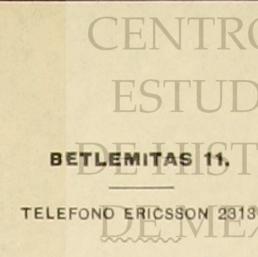 CENTRO
ESTUD
DE HIST
BETLEMITAS 11.
TELEFONO ERICSSON 2313
DE MEX